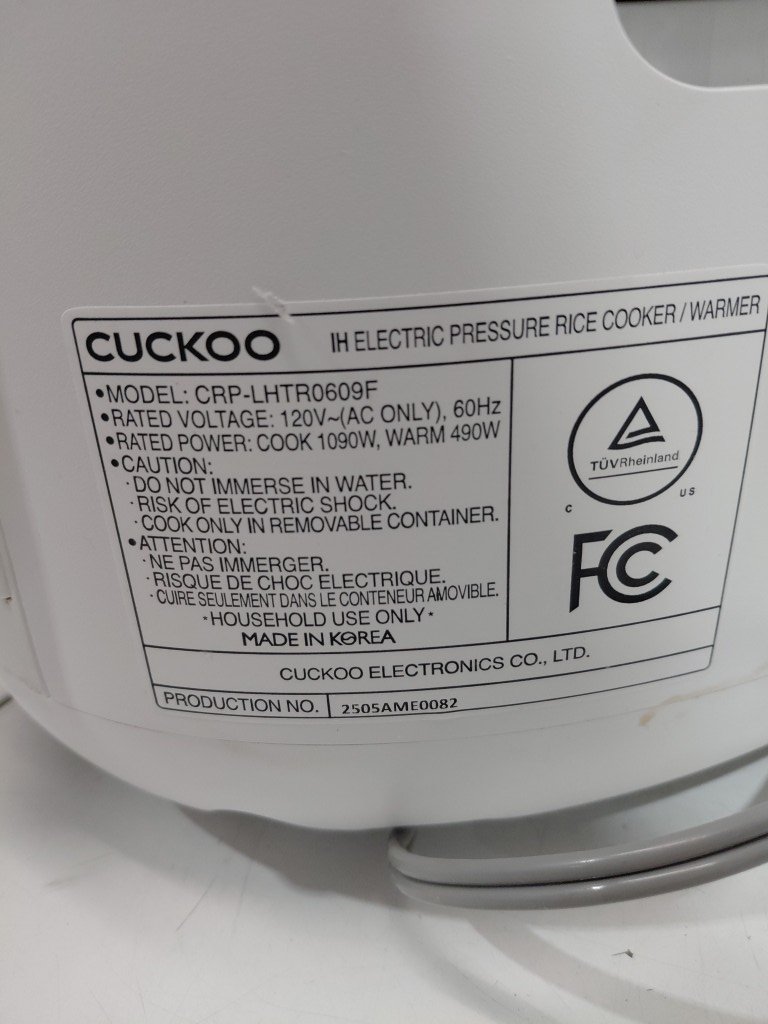 CUCKOO IH ELECTRIC PRESSURE RICE COOKER / WARMER
•MODEL: CRP-LHTR0609F
•RATED VOLTAGE: 120V~(AC ONLY), 60Hz
•RATED POWER: COOK 1090W, WARM 490W
•CAUTION:
·DO NOT IMMERSE IN WATER.
·RISK OF ELECTRIC SHOCK.
·COOK ONLY IN REMOVABLE CONTAINER.
•ATTENTION:
·NE PAS IMMERGER.
·RISQUE DE CHOC ELECTRIQUE.
·CUIRE SEULEMENT DANS LE CONTENEUR AMOVIBLE.
*HOUSEHOLD USE ONLY*
MADE IN KOREA
TÜVRheinland
C US
FC
CUCKOO ELECTRONICS CO., LTD.
PRODUCTION NO. 2505AME0082